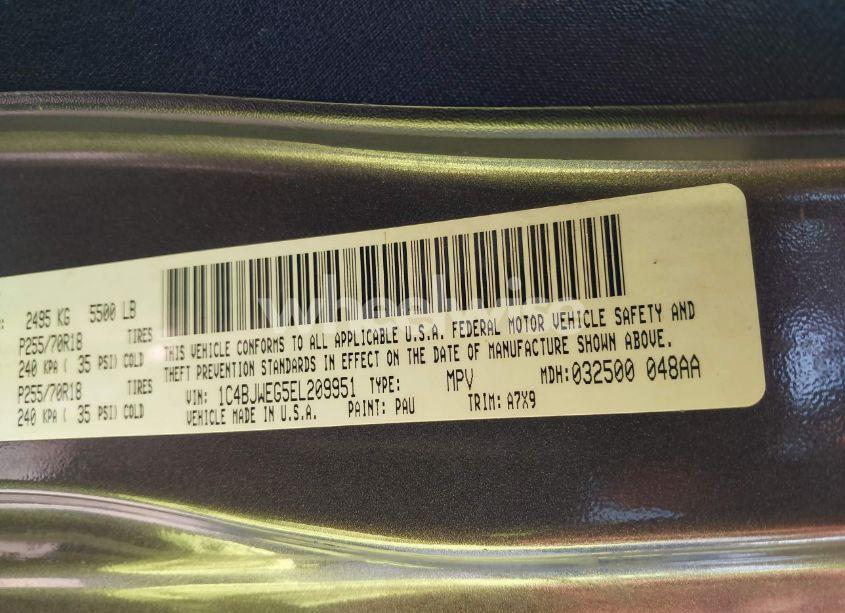 2495 KG 5500 LB
P255/70R18 TIRES
240 KPA ( 35 PSI) COLD
P255/70R18 TIRES
240 KPA ( 35 PSI) COLD
wheelwise
THIS VEHICLE CONFORMS TO ALL APPLICABLE U.S.A. FEDERAL MOTOR VEHICLE SAFETY AND
THEFT PREVENTION STANDARDS IN EFFECT ON THE DATE OF MANUFACTURE SHOWN ABOVE.
VIN: 1C4BJWEG5EL209951 TYPE: MPV MDH:032500 048AA
VEHICLE MADE IN U.S.A. PAINT: PAU TRIM: A7X9